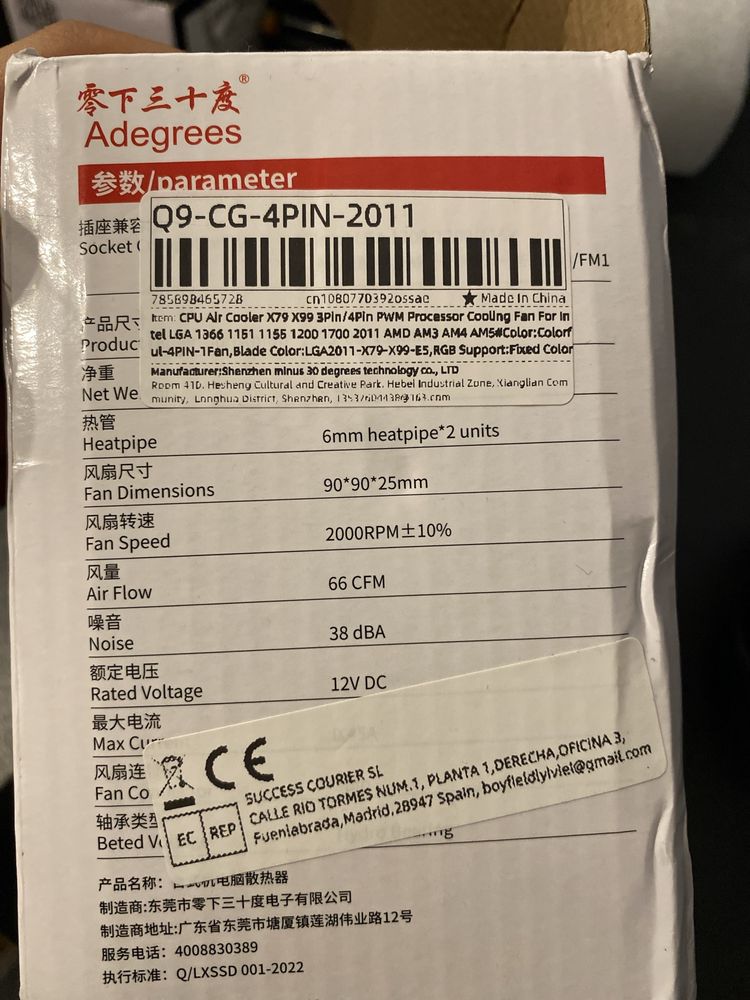 零下三十度®
Adegrees
参数/parameter
插座兼容
Socket
/FM1
Q9-CG-4PIN-2011
785B9B46572B cn1080770392ossae ★ Made In China
Item: CPU Air Cooler X79 X99 3Pin/4Pin PWM Processor Cooling Fan For In
tel LGA 1366 1151 1155 1200 1700 2011 AMD AM3 AM4 AM5#Color:Colorf
ul-4PIN-1Fan,Blade Color:LGA2011-X79-X99-E5,RGB Support:Fixed Color
Manufacturer:Shenzhen minus 30 degrees technology co., LTD
Room 410, Hesheng Cultural and Creative Park, Hebei Industrial Zone, Xianglian Com
munity, Longhua District, Shenzhen,
产品尺寸
Produc
净重
Net We
热管
Heatpipe 6mm heatpipe*2 units
风扇尺寸
Fan Dimensions 90*90*25mm
风扇转速
Fan Speed 2000RPM±10%
风量
Air Flow 66 CFM
噪音
Noise 38 dBA
额定电压
Rated Voltage 12V DC
最大电流
Max Curr
风扇连
Fan Co
轴承类型
Beted V
CE
EC REP
SUCCESS COURIER SL
CALLE RIO TORMES NUM.1, PLANTA 1,DERECHA,OFICINA 3,
Fuenlabrada,Madrid,28947 Spain, boyfieldlylviel@gmail.com
产品名称： 台式机电脑散热器
制造商:东莞市零下三十度电子有限公司
制造商地址:广东省东莞市塘厦镇莲湖伟业路12号
服务电话：4008830389
执行标准：Q/LXSSD 001-2022